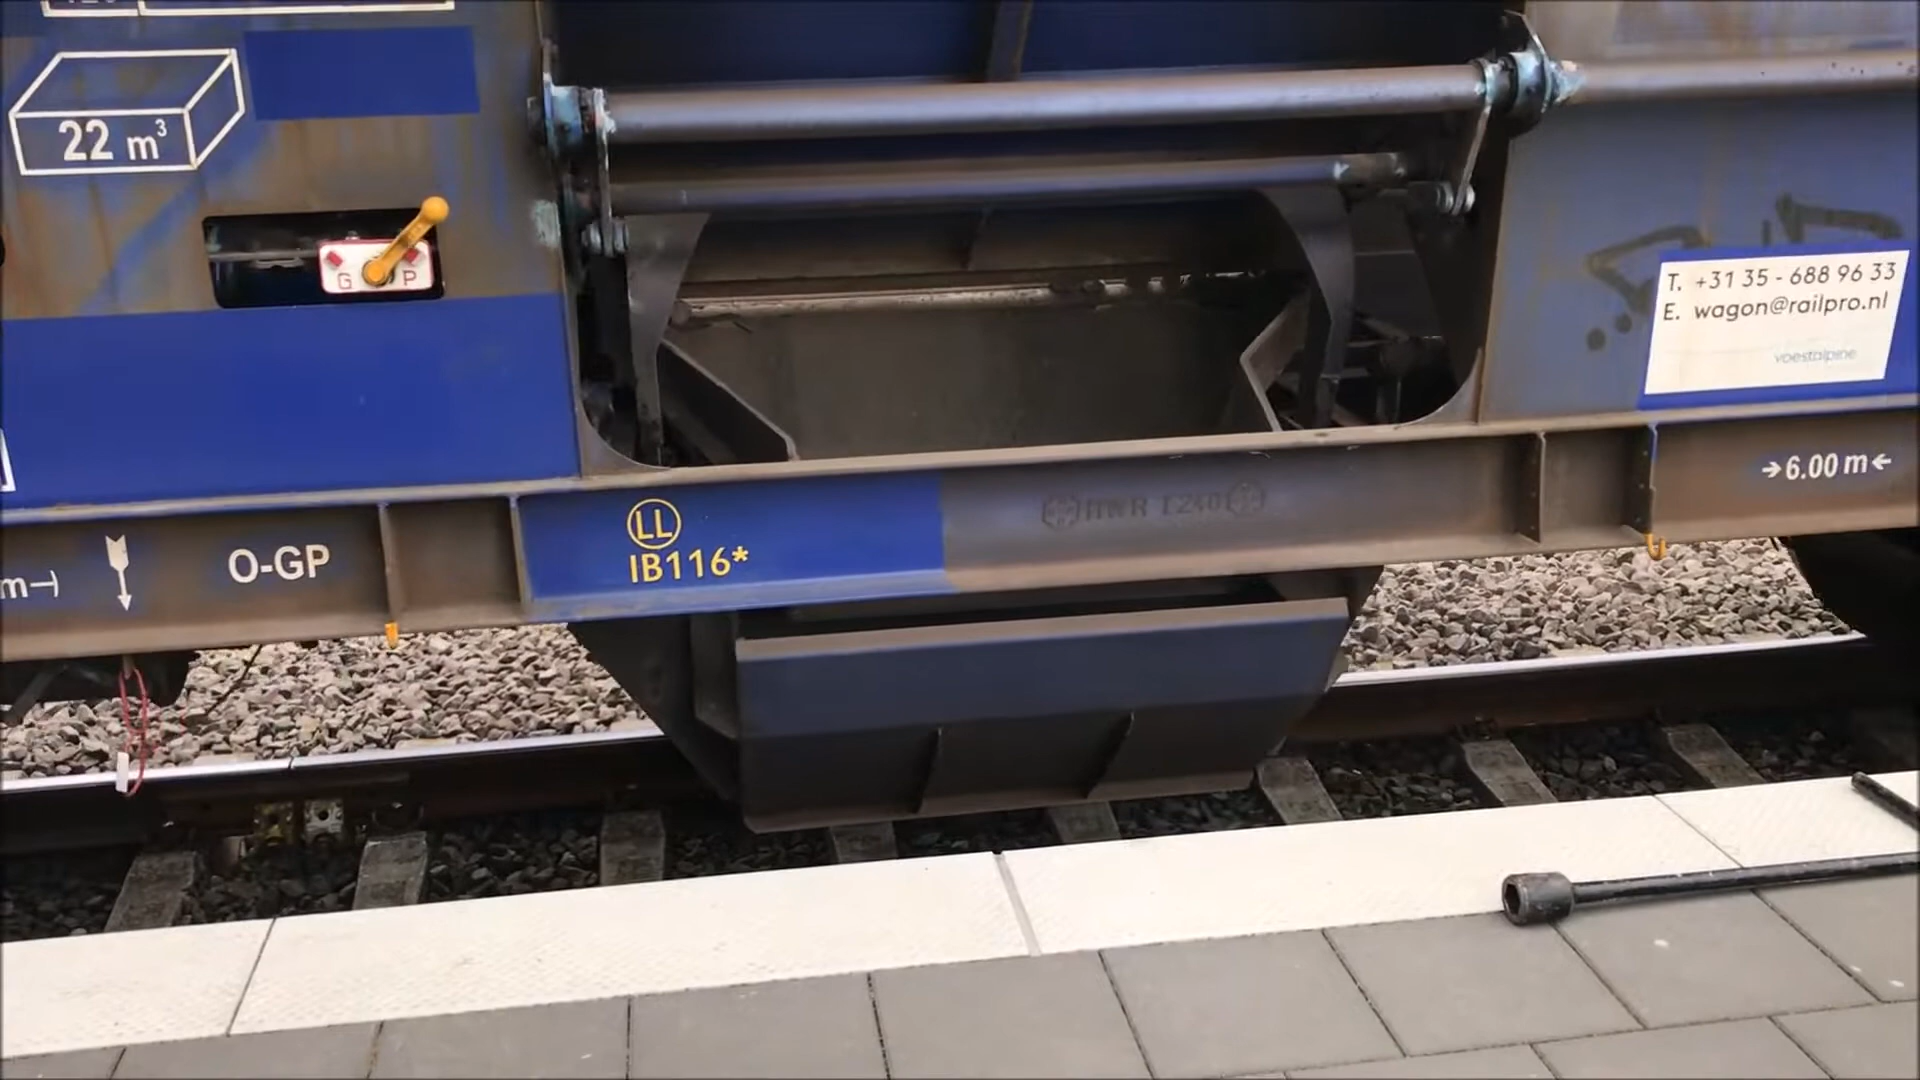 22 m³
G P
T. +31 35 - 688 96 33
E. wagon@railpro.nl
voestalpine
→6.00 m←
LL
IB116*
O-GP
m